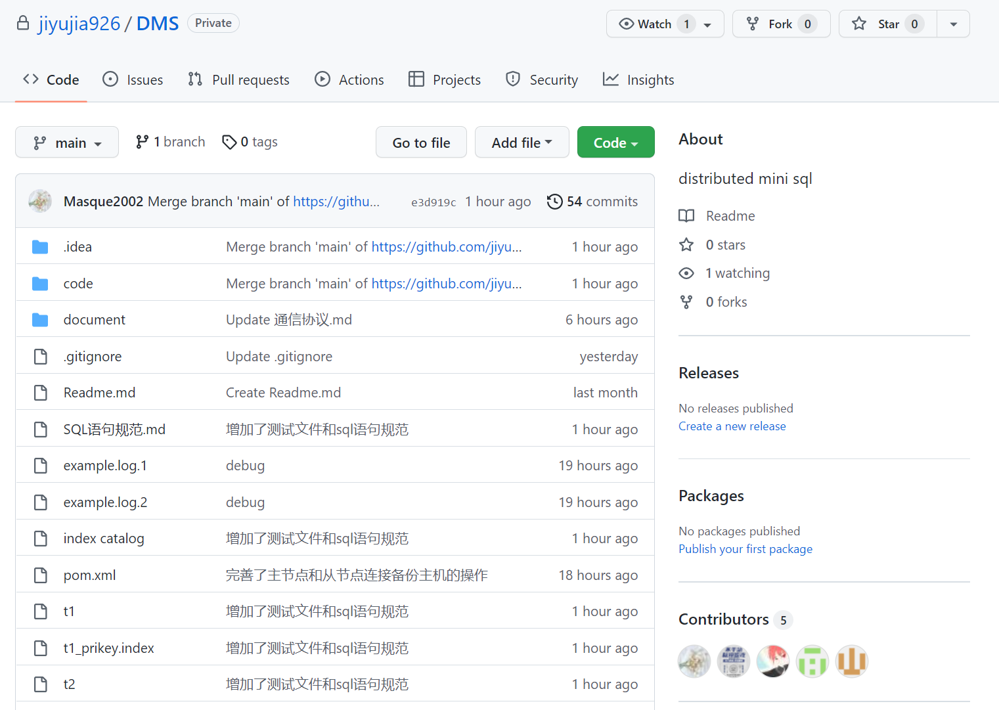 jiyujia926 / DMS Private
Watch 1
Fork 0
Star 0
Code
Issues
Pull requests
Actions
Projects
Security
Insights
main
1 branch
0 tags
Go to file
Add file
Code
Masque2002 Merge branch 'main' of https://githu... e3d919c 1 hour ago 54 commits
.idea Merge branch 'main' of https://github.com/jiyu... 1 hour ago
code Merge branch 'main' of https://github.com/jiyu... 1 hour ago
document Update 通信协议.md 6 hours ago
.gitignore Update .gitignore yesterday
Readme.md Create Readme.md last month
SQL语句规范.md 增加了测试文件和sql语句规范 1 hour ago
example.log.1 debug 19 hours ago
example.log.2 debug 19 hours ago
index catalog 增加了测试文件和sql语句规范 1 hour ago
pom.xml 完善了主节点和从节点连接备份主机的操作 18 hours ago
t1 增加了测试文件和sql语句规范 1 hour ago
t1_prikey.index 增加了测试文件和sql语句规范 1 hour ago
t2 增加了测试文件和sql语句规范 1 hour ago
About
distributed mini sql
Readme
0 stars
1 watching
0 forks
Releases
No releases published
Create a new release
Packages
No packages published
Publish your first package
Contributors 5